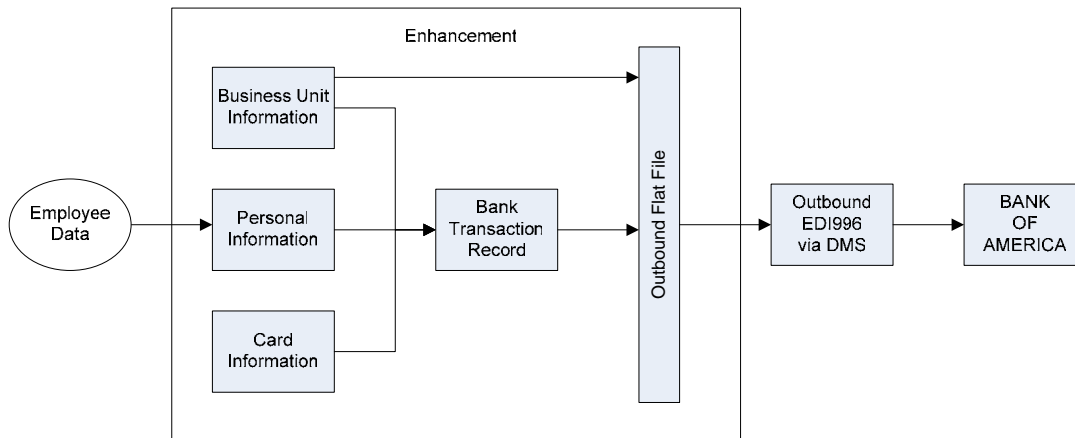 Enhancement
Business Unit
Information
Employee
Data
Personal
Information
Card
Information
Bank
Transaction
Record
Outbound Flat File
Outbound
EDI996
via DMS
BANK
OF
AMERICA